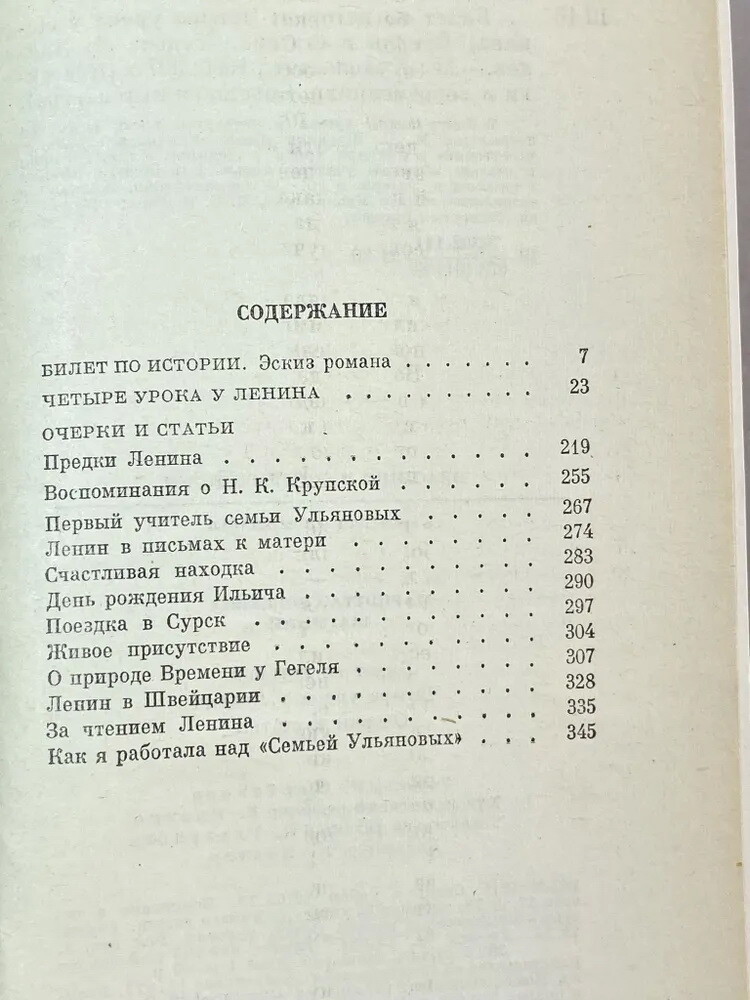 СОДЕРЖАНИЕ
БИЛЕТ ПО ИСТОРИИ. Эскиз романа . . . . . . . 7
ЧЕТЫРЕ УРОКА У ЛЕНИНА . . . . . . . . . . 23
ОЧЕРКИ И СТАТЬИ
Предки Ленина . . . . . . . . . . . . . 219
Воспоминания о Н. К. Крупской . . . . . . 255
Первый учитель семьи Ульяновых . . . . . 267
Ленин в письмах к матери . . . . . . . . 274
Счастливая находка . . . . . . . . . . . 283
День рождения Ильича . . . . . . . . . . 290
Поездка в Сурск . . . . . . . . . . . . 297
Живое присутствие . . . . . . . . . . . 304
О природе Времени у Гегеля . . . . . . . 307
Ленин в Швейцарии . . . . . . . . . . . 328
За чтением Ленина . . . . . . . . . . . 335
Как я работала над «Семьей Ульяновых» . . . 345